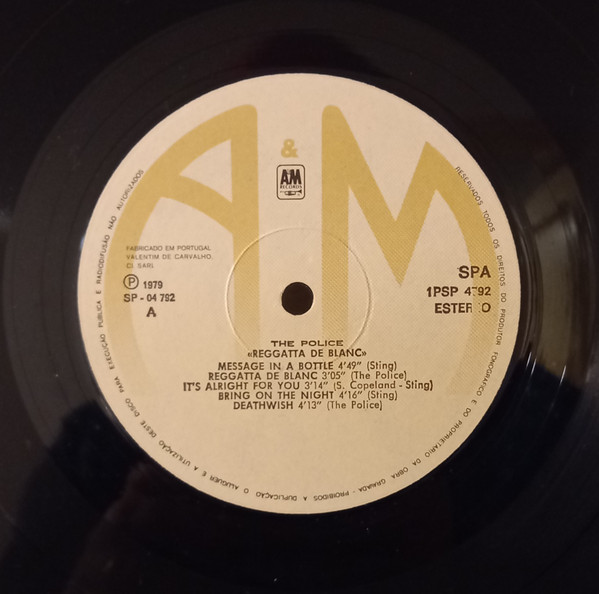 A & M
A&M
RECORDS
FABRICADO EM PORTUGAL
VALENTIM DE CARVALHO,
CI, SARL
Ⓟ 1979
SP - 04 792
A
SPA
1PSP 4792
ESTEREO
THE POLICE
«REGGATTA DE BLANC»
MESSAGE IN A BOTTLE 4'49" (Sting)
REGGATTA DE BLANC 3'05" (The Police)
IT'S ALRIGHT FOR YOU 3'14" (S. Copeland - Sting)
BRING ON THE NIGHT 4'16" (Sting)
DEATHWISH 4'13" (The Police)
RESERVADOS TODOS OS DIREITOS DO PRODUTOR FONOGRÁFICO E DO PROPRIETÁRIO DA OBRA GRAVADA - PROIBIDOS A DUPLICAÇÃO O ALUGUER E A UTILIZAÇÃO DESTE DISCO PARA EXECUÇÃO PÚBLICA E RADIODIFUSÃO NÃO AUTORIZADOS